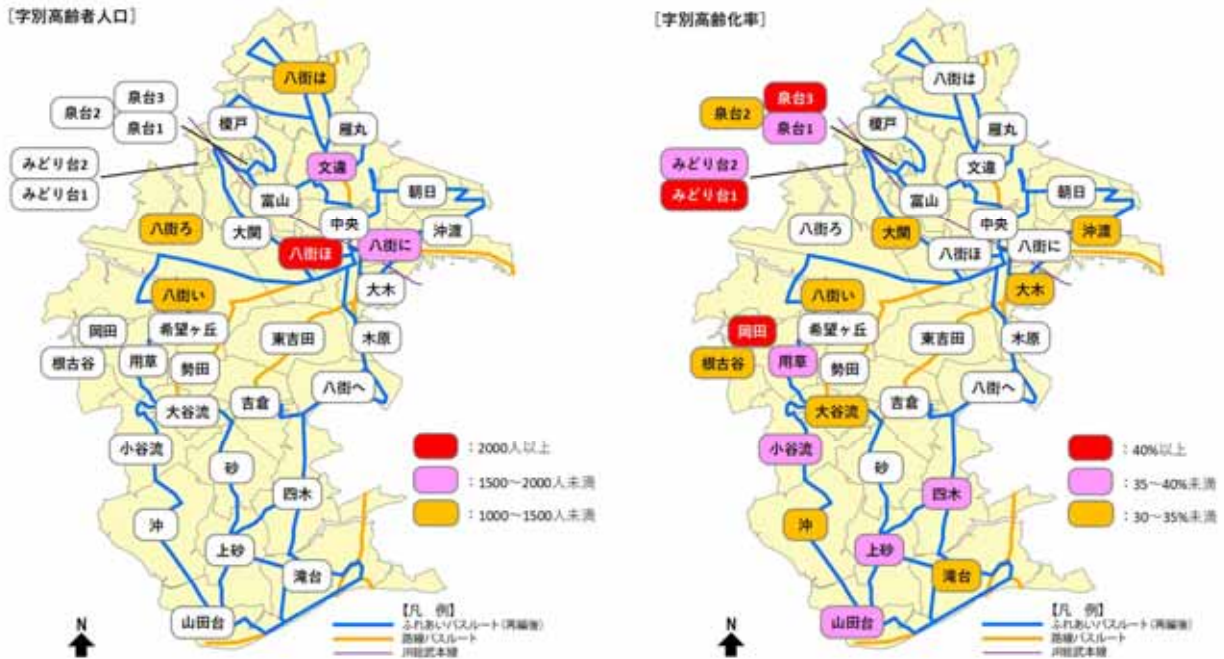 [字別高齢者人口]
八街は
泉台3
泉台2
泉台1
榎戸
雁丸
みどり台2
みどり台1
文違
富山
朝日
八街ろ
大関
中央
沖渡
八街ほ
八街に
八街い
大木
岡田
希望ヶ丘
東吉田
木原
根古谷
用草
勢田
八街へ
大谷流
吉倉
小谷流
砂
四木
沖
上砂
滝台
山田台
:2000人以上
:1500~2000人未満
:1000~1500人未満
N
【凡 例】
ふれあいバスルート(再編後)
路線バスルート
JR総武本線
[字別高齢化率]
八街は
泉台3
泉台2
泉台1
榎戸
雁丸
みどり台2
みどり台1
文違
富山
朝日
八街ろ
大関
中央
沖渡
八街ほ
八街に
八街い
大木
岡田
希望ヶ丘
東吉田
木原
根古谷
用草
勢田
八街へ
大谷流
吉倉
小谷流
砂
四木
沖
上砂
滝台
山田台
:40%以上
:35~40%未満
:30~35%未満
N
【凡 例】
ふれあいバスルート(再編後)
路線バスルート
JR総武本線